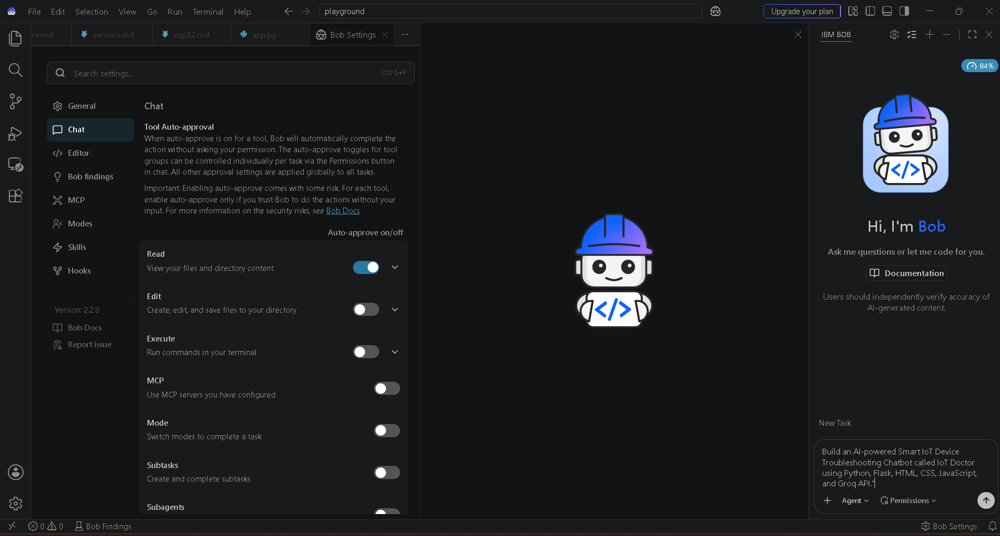 File Edit Selection View Go Run Terminal Help
playground
Upgrade your plan
re.md
sensors.md
esp32.md
app.py
Bob Settings
IBM BOB
84%
Search settings...
Ctrl+F
General
Chat
Editor
Bob findings
MCP
Modes
Skills
Hooks
Version: 2.2.0
Bob Docs
Report issue
Chat
Tool Auto-approval
When auto-approve is on for a tool, Bob will automatically complete the
action without asking your permission. The auto-approve toggles for tool
groups can be controlled individually per task via the Permissions button
in chat. All other approval settings are applied globally to all tasks.
Important: Enabling auto-approve comes with some risk. For each tool,
enable auto-approve only if you trust Bob to do the actions without your
input. For more information on the security risks, see Bob Docs
Auto-approve on/off
Read
View your files and directory content
Edit
Create, edit, and save files to your directory
Execute
Run commands in your terminal
MCP
Use MCP servers you have configured
Mode
Switch modes to complete a task
Subtasks
Create and complete subtasks
Subagents
</>
</>
Hi, I'm Bob
Ask me questions or let me code for you.
Documentation
Users should independently verify accuracy of
AI-generated content.
New Task
Build an AI-powered Smart IoT Device
Troubleshooting Chatbot called IoT Doctor
using Python, Flask, HTML, CSS, JavaScript,
and Groq API.”
Agent
Permissions
0 0 Bob Findings
Bob Settings